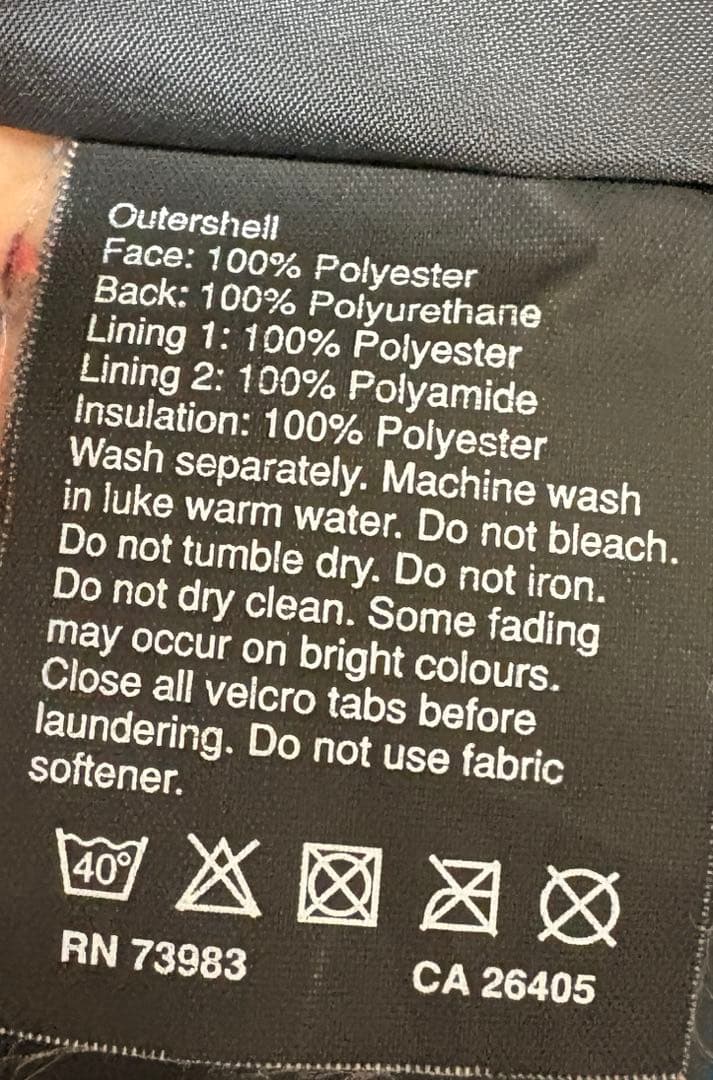 Outershell
Face: 100% Polyester
Back: 100% Polyurethane
Lining 1: 100% Polyester
Lining 2: 100% Polyamide
Insulation: 100% Polyester
Wash separately. Machine wash
in luke warm water. Do not bleach.
Do not tumble dry. Do not iron.
Do not dry clean. Some fading
may occur on bright colours.
Close all velcro tabs before
laundering. Do not use fabric
softener.
40°
RN 73983 CA 26405